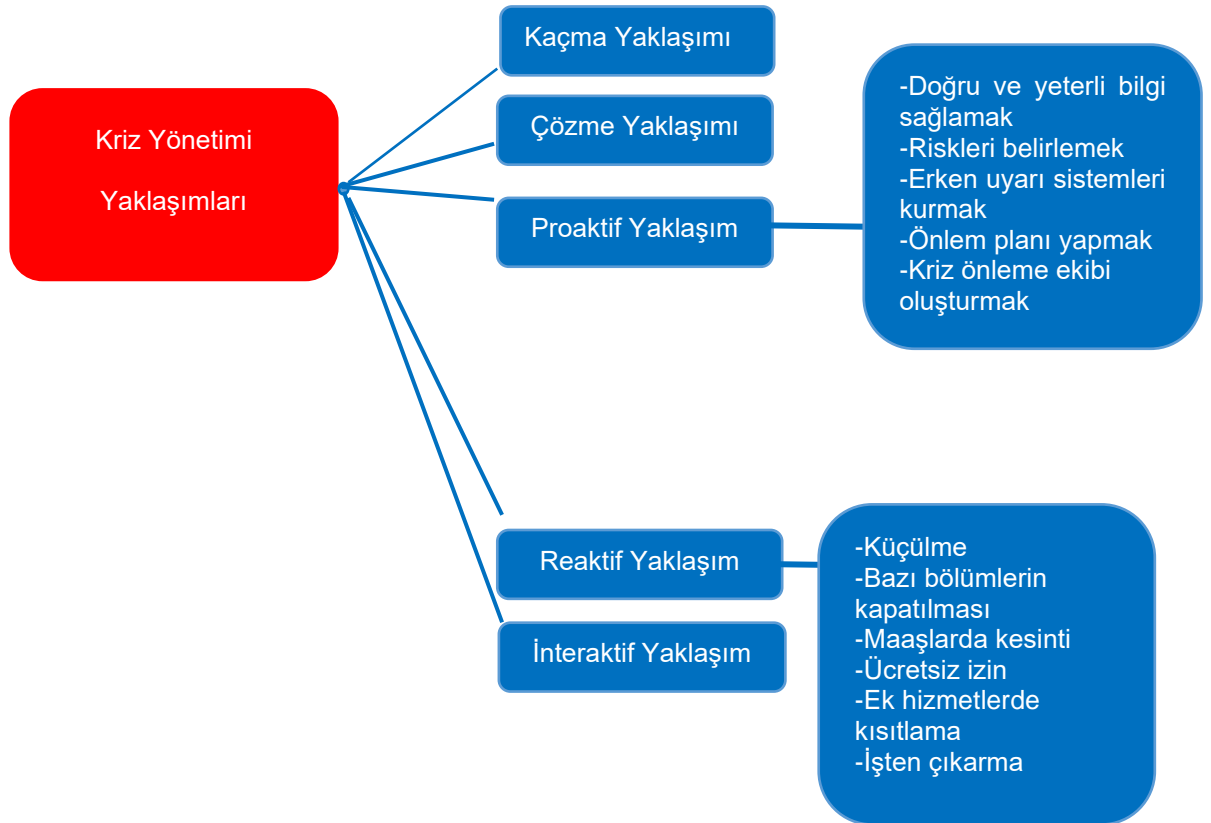 Kriz Yönetimi
Yaklaşımları
Kaçma Yaklaşımı
Çözme Yaklaşımı
Proaktif Yaklaşım
-Doğru ve yeterli bilgi
sağlamak
-Riskleri belirlemek
-Erken uyarı sistemleri
kurmak
-Önlem planı yapmak
-Kriz önleme ekibi
oluşturmak
Reaktif Yaklaşım
-Küçülme
-Bazı bölümlerin
kapatılması
-Maaşlarda kesinti
-Ücretsiz izin
-Ek hizmetlerde
kısıtlama
-İşten çıkarma
İnteraktif Yaklaşım